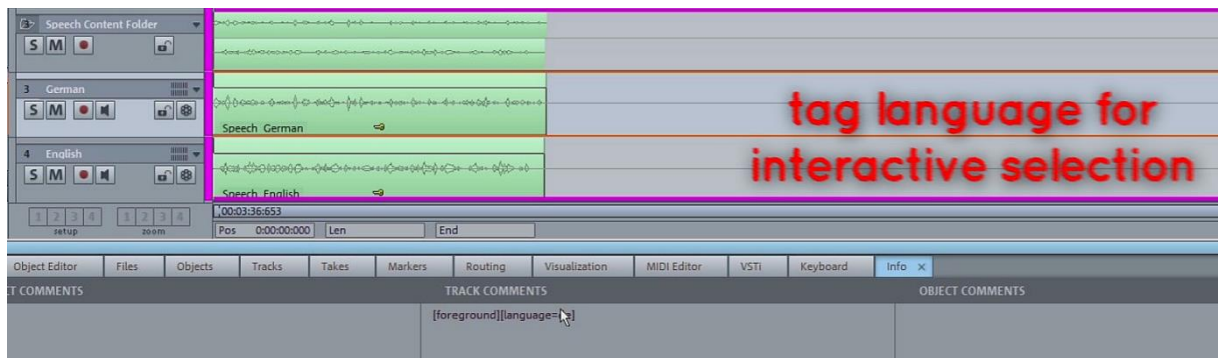 Speech Content Folder
S M
3 German
S M
Speech German
4 English
S M
Speech English
tag language for
interactive selection
1 2 3 4 1 2 3 4
setup zoom
00:03:36:653
Pos 0:00:00:000 Len End
Object Editor Files Objects Tracks Takes Markers Routing Visualization MIDI Editor VSTi Keyboard Info ×
CT COMMENTS TRACK COMMENTS OBJECT COMMENTS